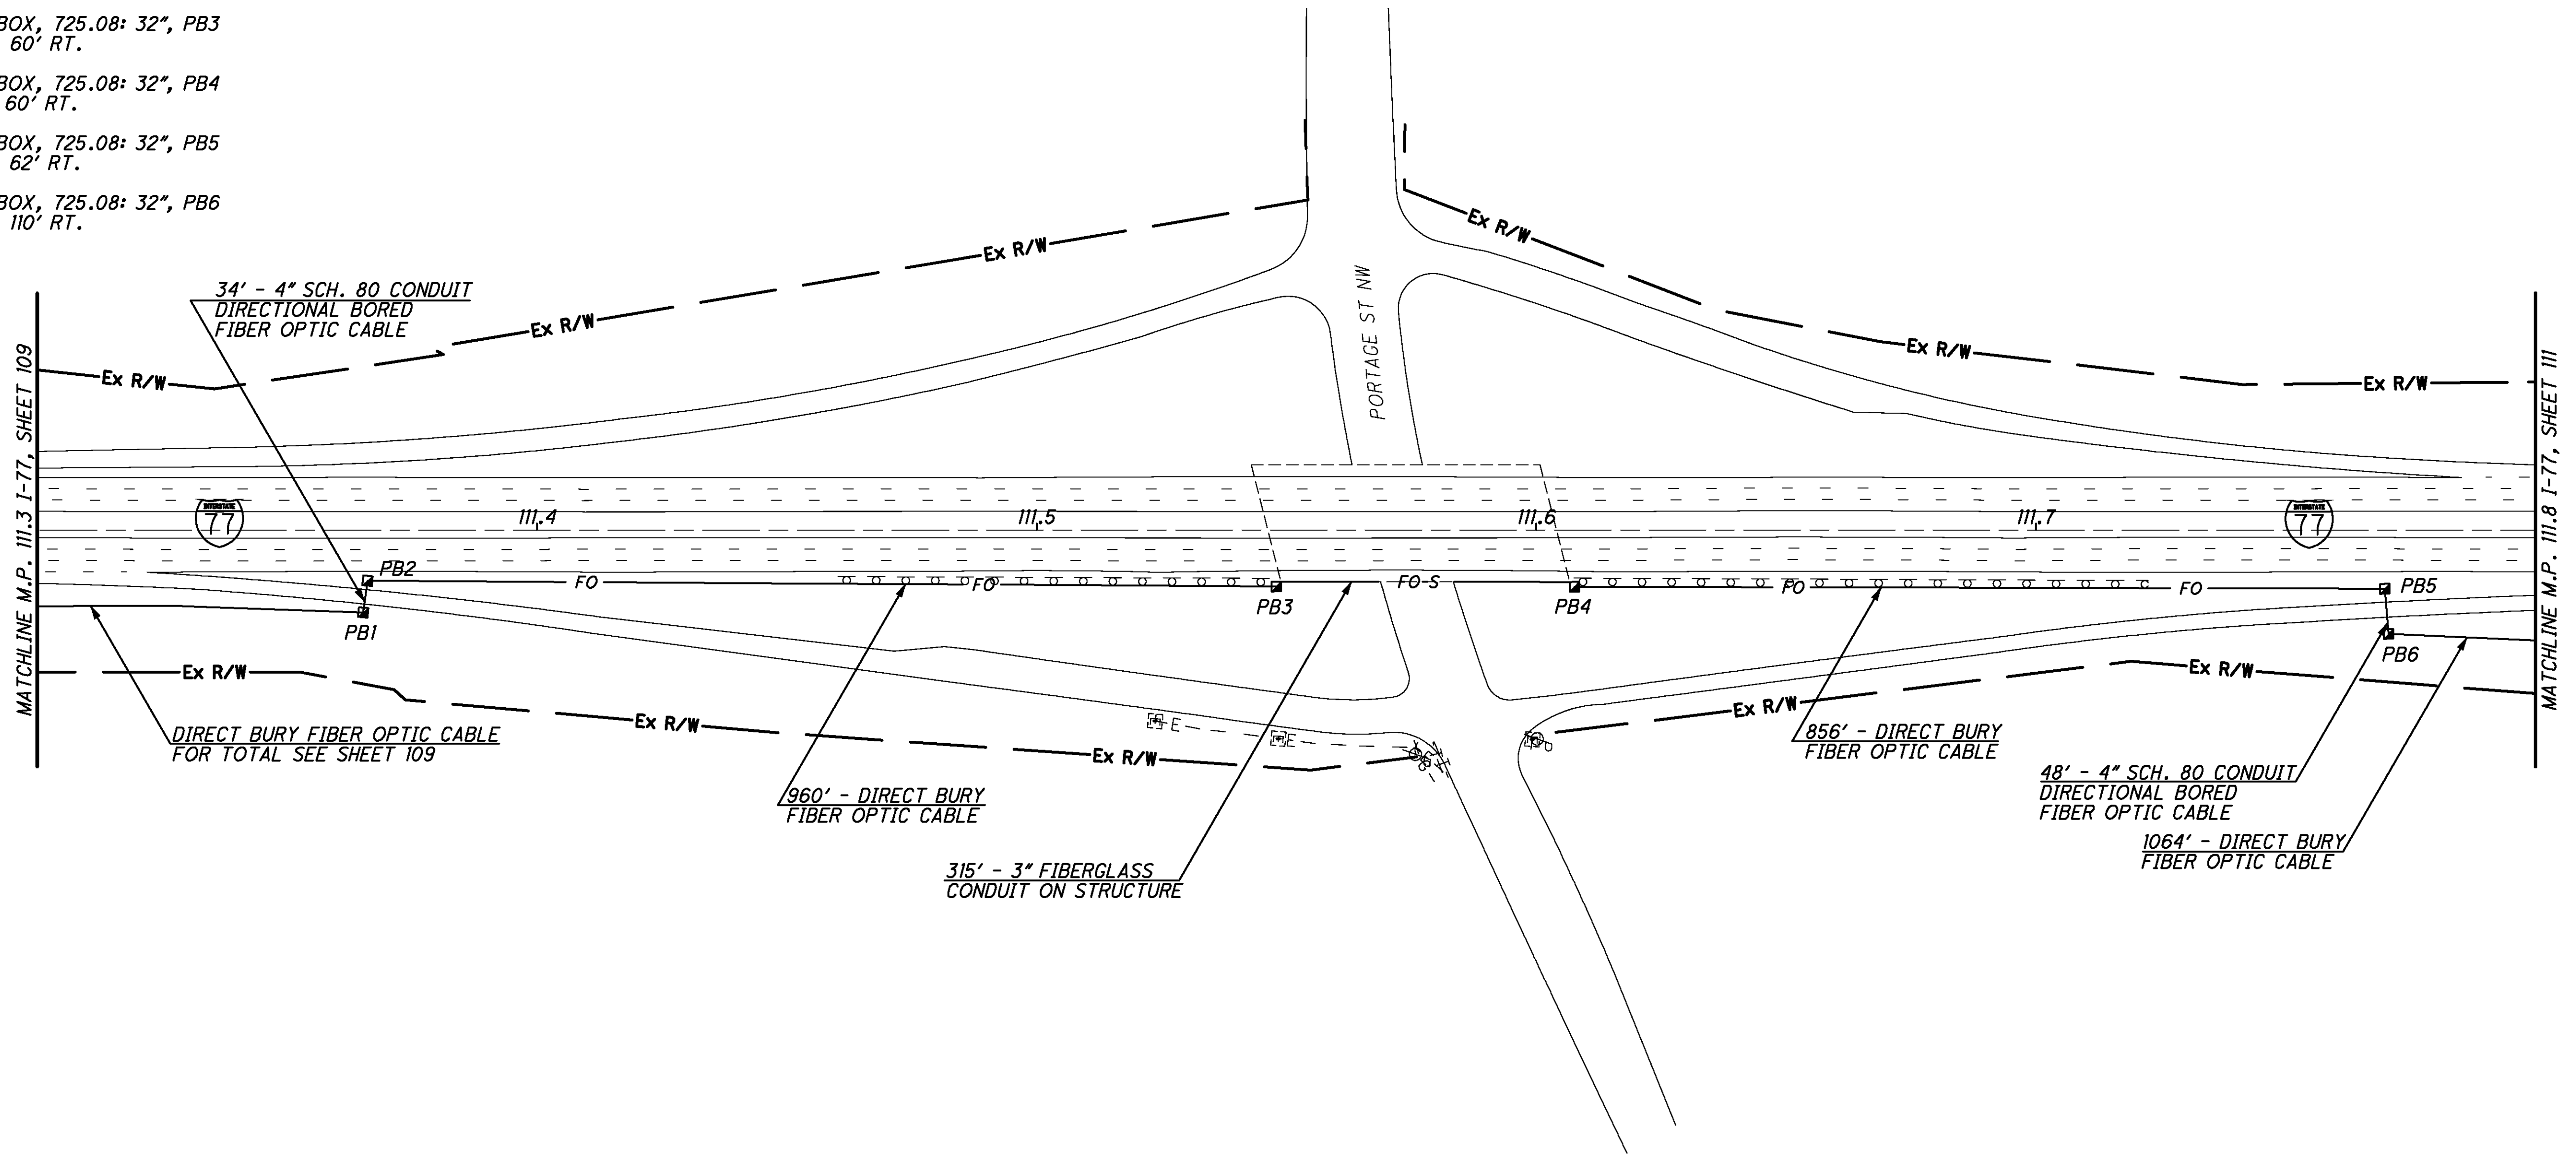 BOX, 725.08: 32", PB3
60' RT.
BOX, 725.08: 32", PB4
60' RT.
BOX, 725.08: 32", PB5
62' RT.
BOX, 725.08: 32", PB6
110' RT.
34' - 4" SCH. 80 CONDUIT
DIRECTIONAL BORED
FIBER OPTIC CABLE
MATCHLINE M.P. 111.3 I-77, SHEET 109
Ex R/W
Ex R/W
Ex R/W
PORTAGE ST NW
Ex R/W
Ex R/W
Ex R/W
MATCHLINE M.P. 111.8 I-77, SHEET 111
INTERSTATE
77
111.4
111.5
111.6
111.7
INTERSTATE
77
PB2
FO
FO
PB3
FO-S
PB4
FO
FO
PB5
PB1
PB6
Ex R/W
Ex R/W
Ex R/W
E
E
Ex R/W
Ex R/W
DIRECT BURY FIBER OPTIC CABLE
FOR TOTAL SEE SHEET 109
960' - DIRECT BURY
FIBER OPTIC CABLE
315' - 3" FIBERGLASS
CONDUIT ON STRUCTURE
856' - DIRECT BURY
FIBER OPTIC CABLE
48' - 4" SCH. 80 CONDUIT
DIRECTIONAL BORED
FIBER OPTIC CABLE
1064' - DIRECT BURY
FIBER OPTIC CABLE